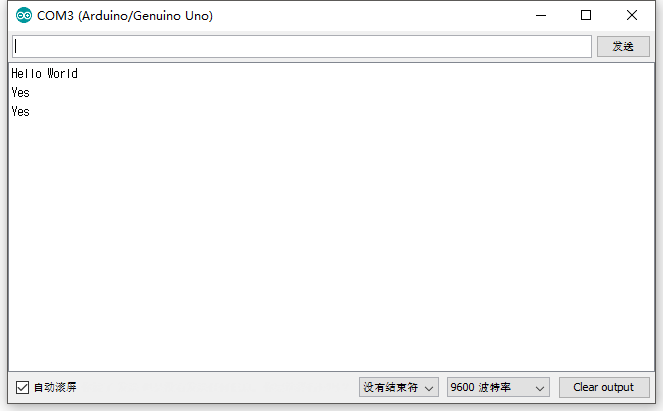 COM3 (Arduino/Genuino Uno)
发送
Hello World
Yes
Yes
自动滚屏
没有结束符
9600 波特率
Clear output